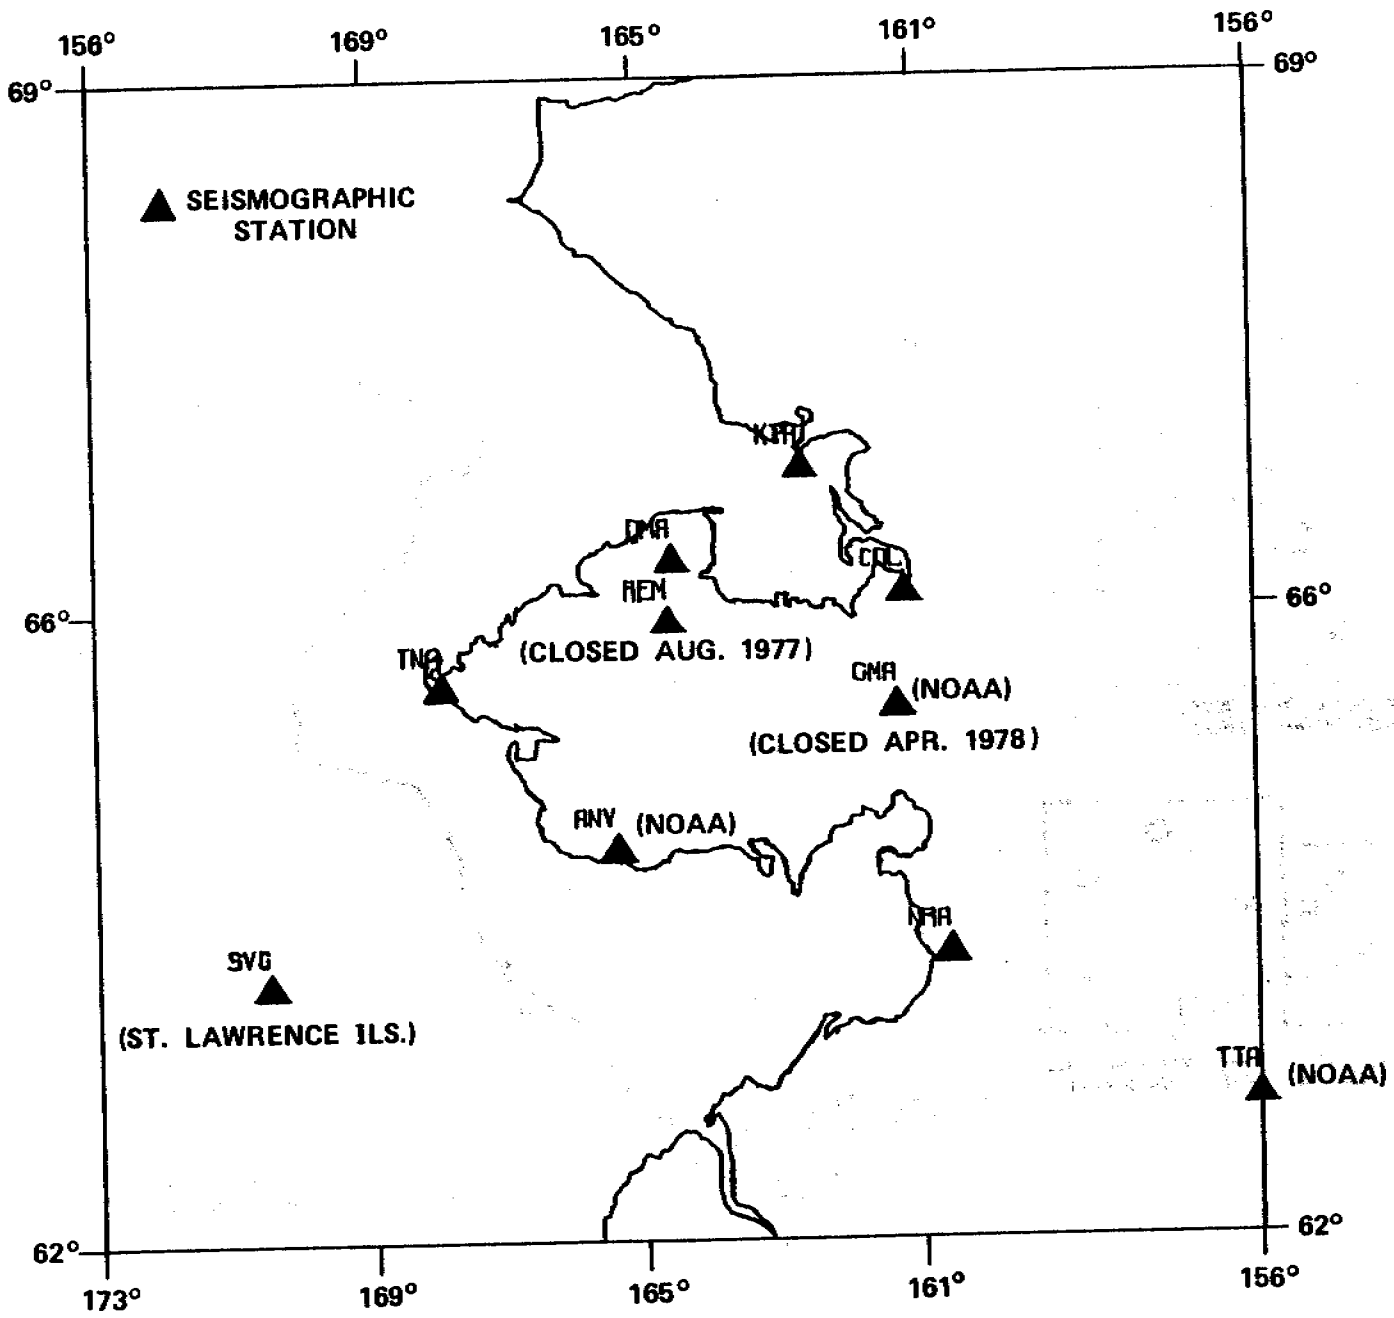 156° 169° 165° 161° 156°
69° 69°
SEISMOGRAPHIC
STATION
KTA
DMA
COL
REM
66° 66°
(CLOSED AUG. 1977)
TNA
GMA (NOAA)
(CLOSED APR. 1978)
ANV (NOAA)
NRA
SVG
(ST. LAWRENCE ILS.)
TTA (NOAA)
62° 62°
173° 169° 165° 161° 156°